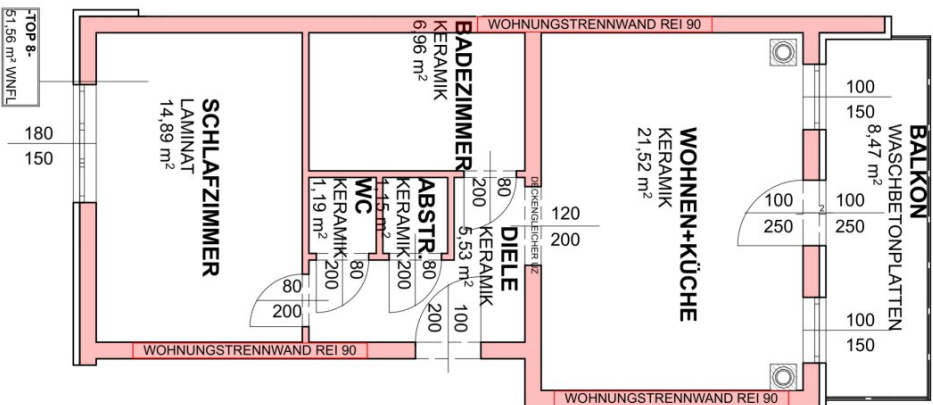 -TOP 8-
51,56 m² WNFL
WOHNUNGSTRENNWAND REI 90
180
150
SCHLAFZIMMER
LAMINAT
14,89 m²
80
200
BADEZIMMER
KERAMIK
6,96 m²
80
200
WC
KERAMIK
1,19 m²
80
200
ABSTR.
KERAMIK
1,15 m²
80
200
DIELE
KERAMIK
5,53 m²
100
200
DECKENGLEICHER UZ
120
200
WOHNEN+KÜCHE
KERAMIK
21,52 m²
100
150
100
250
100
250
100
150
BALKON
WASCHBETONPLATTEN
8,47 m²
WOHNUNGSTRENNWAND REI 90
WOHNUNGSTRENNWAND REI 90